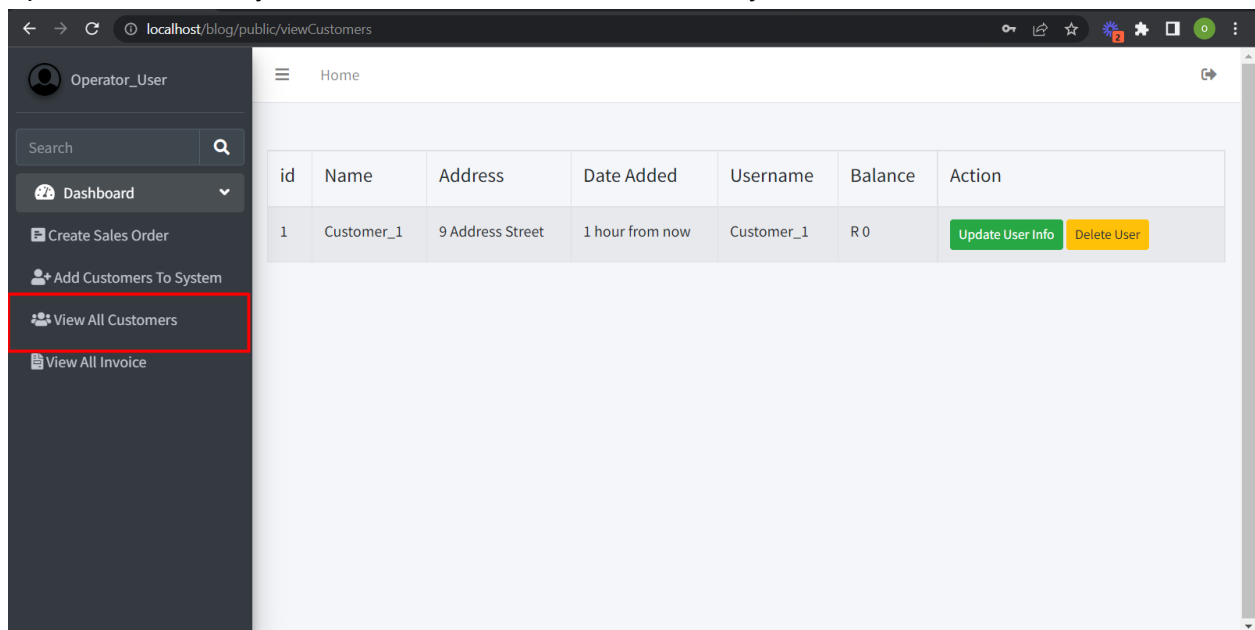 localhost/blog/public/viewCustomers
2
o
Operator_User
Home
Search
Dashboard
Create Sales Order
Add Customers To System
View All Customers
View All Invoice
id Name Address Date Added Username Balance Action
1 Customer_1 9 Address Street 1 hour from now Customer_1 R 0 Update User Info Delete User